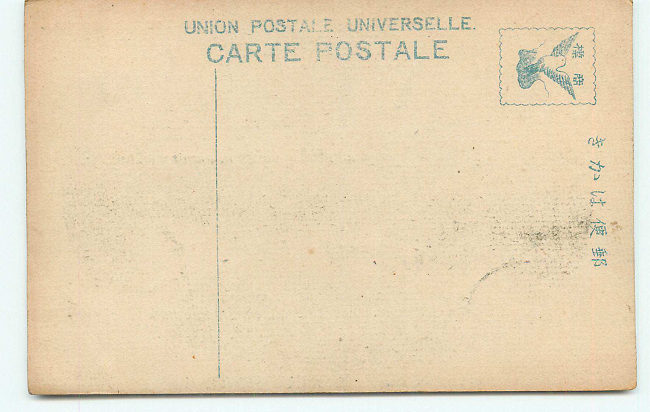 UNION POSTALE UNIVERSELLE.
CARTE POSTALE
きかは便郵